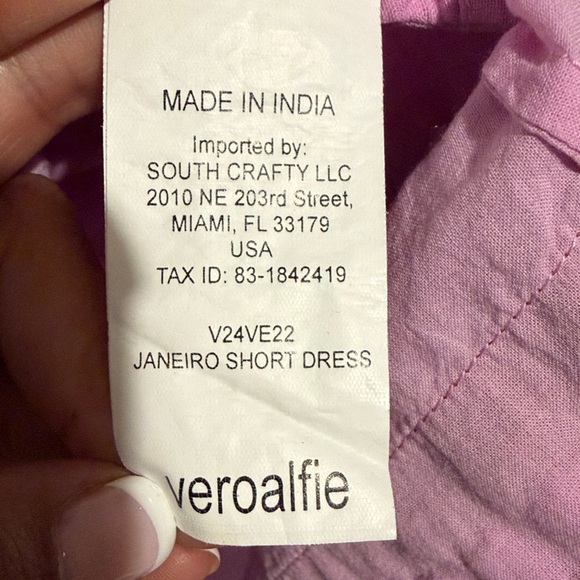 MADE IN INDIA
Imported by:
SOUTH CRAFTY LLC
2010 NE 203rd Street,
MIAMI, FL 33179
USA
TAX ID: 83-1842419
V24VE22
JANEIRO SHORT DRESS
veroalfie